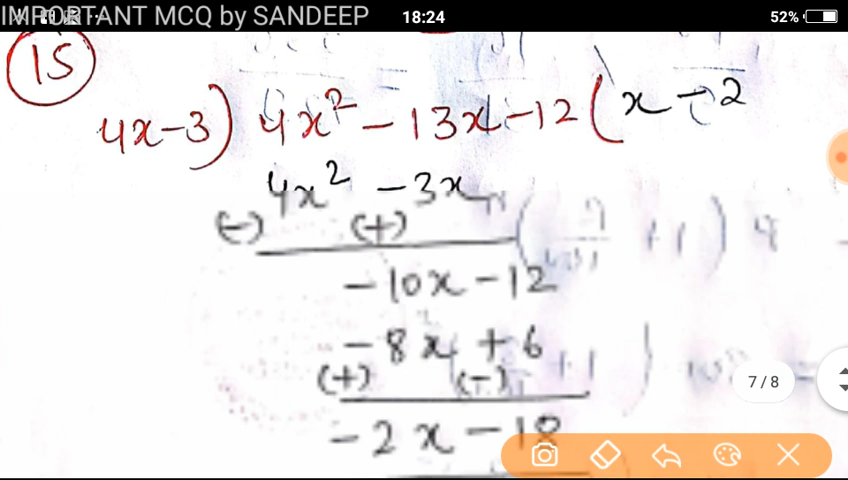 IMPORTANT MCQ by SANDEEP 18:24 52%
15
4x-3) 4x² - 13x - 12 (x - 2
4x² - 3x
(-) (+)
-10x - 12
-8x + 6
(+) (-)
-2x - 18
7/8